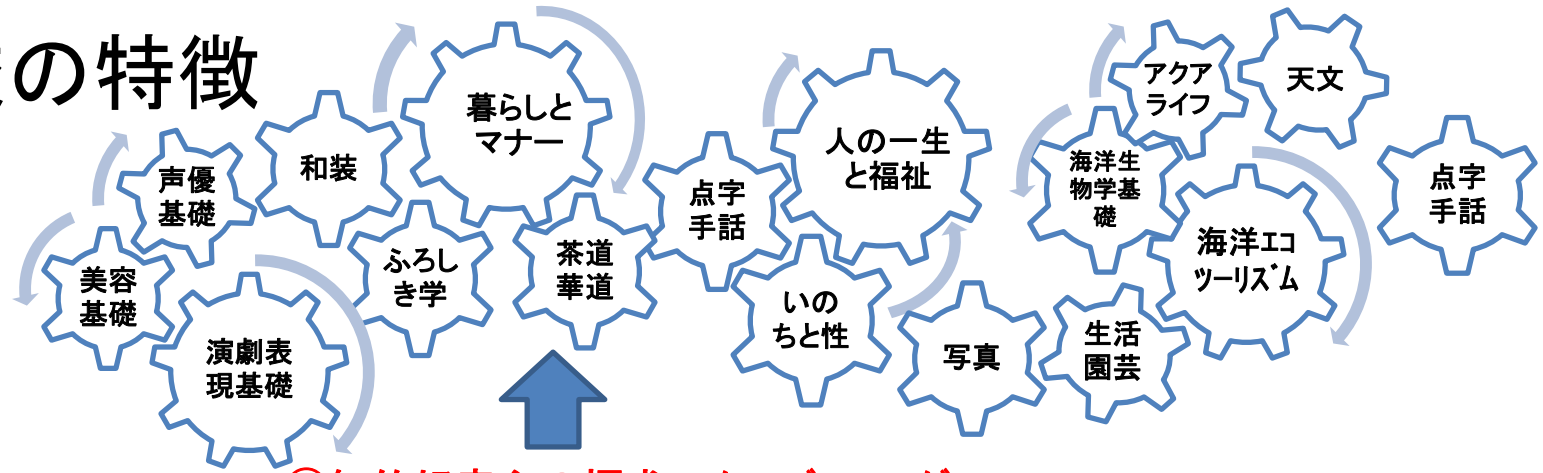 の特徴
声優
基礎
美容
基礎
演劇表
現基礎
和装
暮らしと
マナー
ふろし
き学
茶道
華道
点字
手話
人の一生
と福祉
いの
ちと性
写真
生活
園芸
アクア
ライフ
天文
海洋生
物学基
礎
海洋エコ
ツーリズム
点字
手話